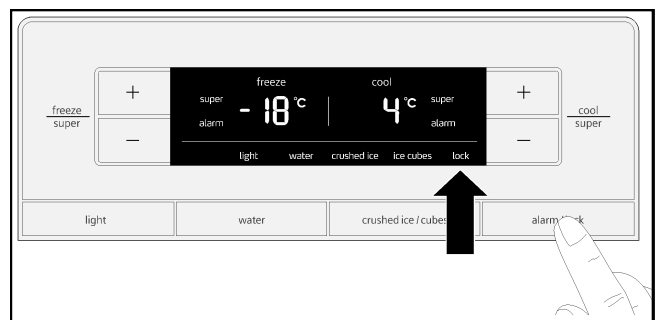 freeze
super
+
−
freeze
cool
super
-18°C
4°C
super
alarm
alarm
light water crushed ice ice cubes lock
+
−
cool
super
light
water
crushed ice / cubes
alarm